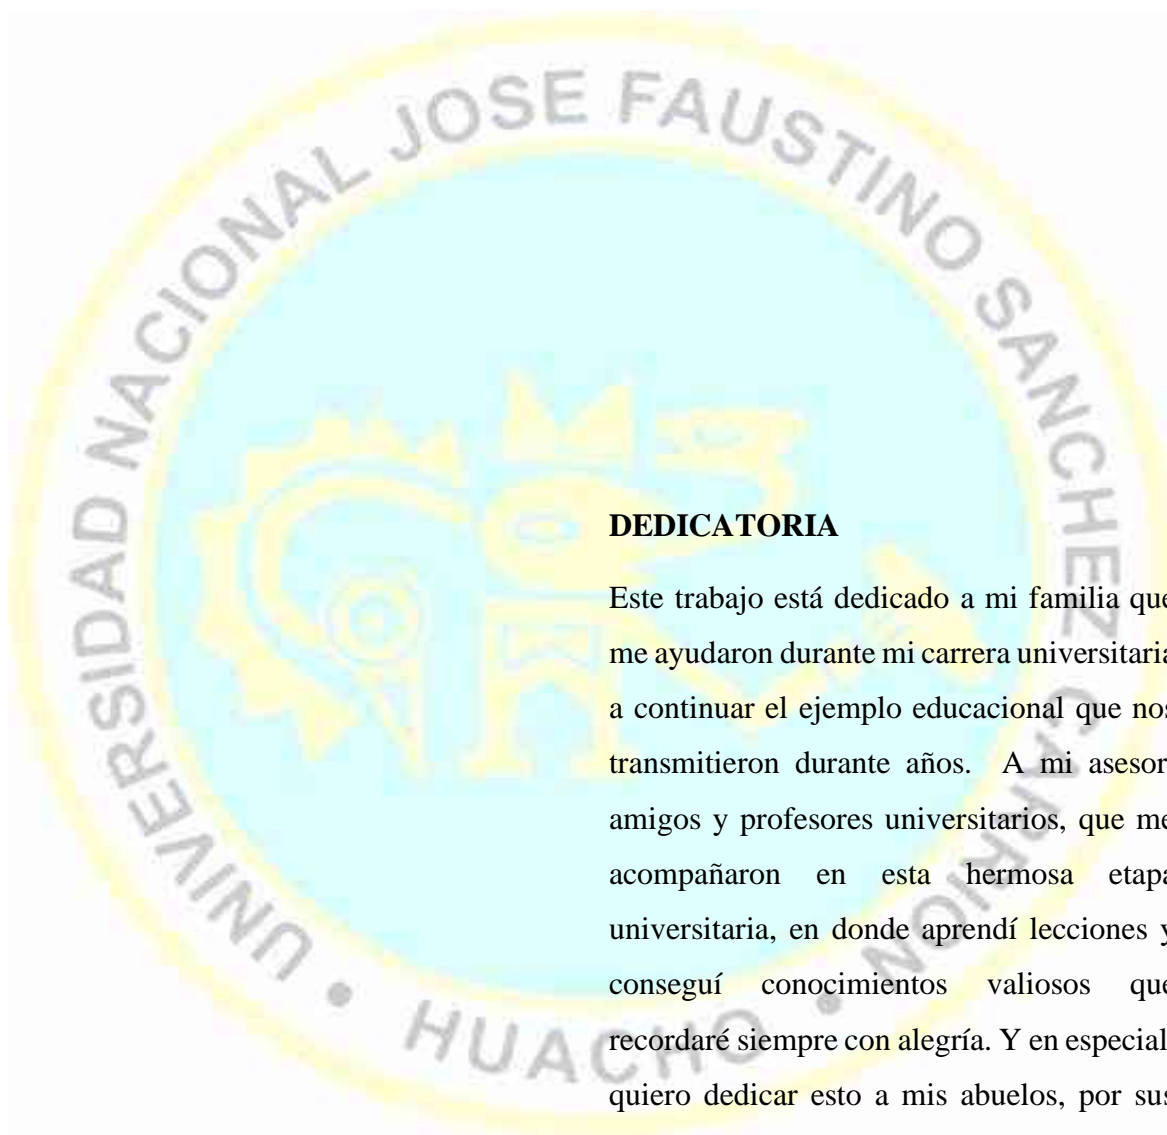 UNIVERSIDAD NACIONAL JOSE FAUSTINO SANCHEZ CARRION • HUACHO •
DEDICATORIA
Este trabajo está dedicado a mi familia que
me ayudaron durante mi carrera universitaria
a continuar el ejemplo educacional que nos
transmitieron durante años. A mi asesor,
amigos y profesores universitarios, que me
acompañaron en esta hermosa etapa
universitaria, en donde aprendí lecciones y
conseguí conocimientos valiosos que
recordaré siempre con alegría. Y en especial,
quiero dedicar esto a mis abuelos, por sus